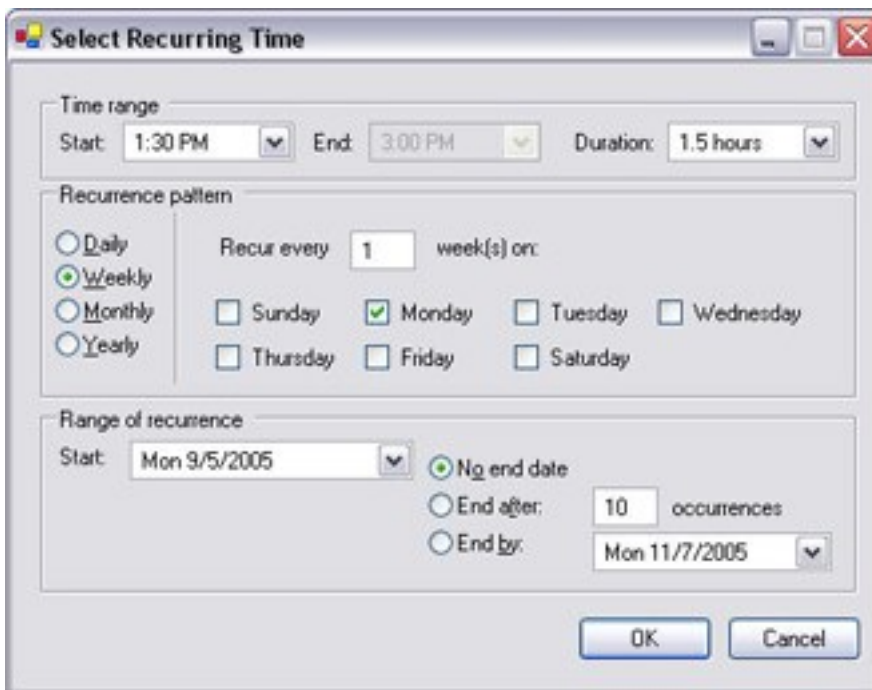 Select Recurring Time
Time range
Start: 1:30 PM End: 3:00 PM Duration: 1.5 hours
Recurrence pattern
Daily Recur every 1 week(s) on:
Weekly
Monthly Sunday Monday Tuesday Wednesday
Yearly Thursday Friday Saturday
Range of recurrence
Start: Mon 9/5/2005 No end date
End after: 10 occurrences
End by: Mon 11/7/2005
OK Cancel